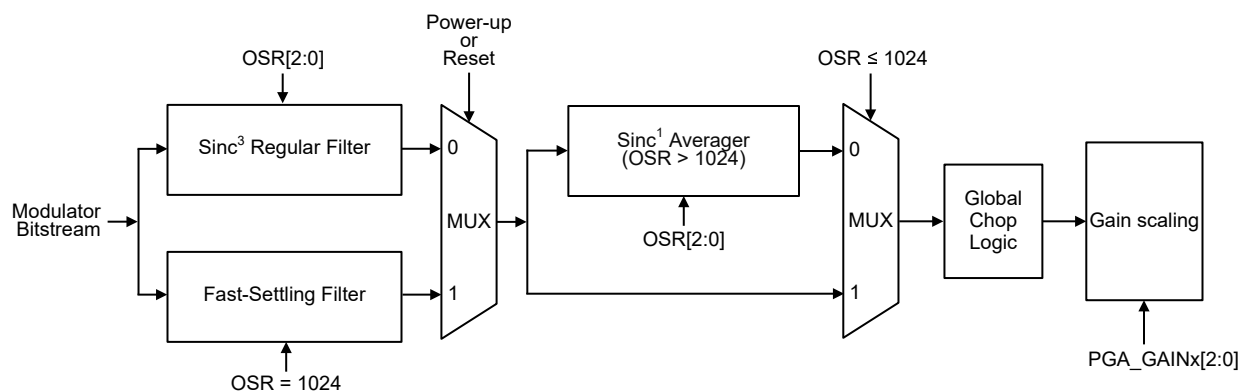 Power-up
or
Reset
OSR[2:0]
OSR ≤ 1024
Sinc³ Regular Filter
0
Sinc¹ Averager
(OSR > 1024)
0
Modulator
Bitstream
MUX
OSR[2:0]
MUX
Global
Chop
Logic
Gain scaling
Fast-Settling Filter
1
1
OSR = 1024
PGA_GAINx[2:0]